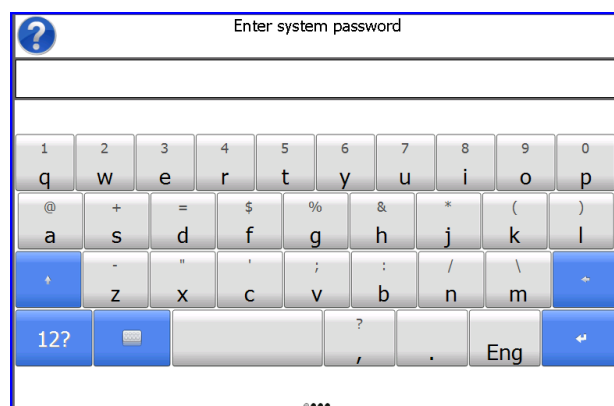 ?
Enter system password
1 2 3 4 5 6 7 8 9 0
q w e r t y u i o p
@ + = $ % & * ( )
a s d f g h j k l
- " ' ; : / \
z x c v b n m
?
12? , . Eng